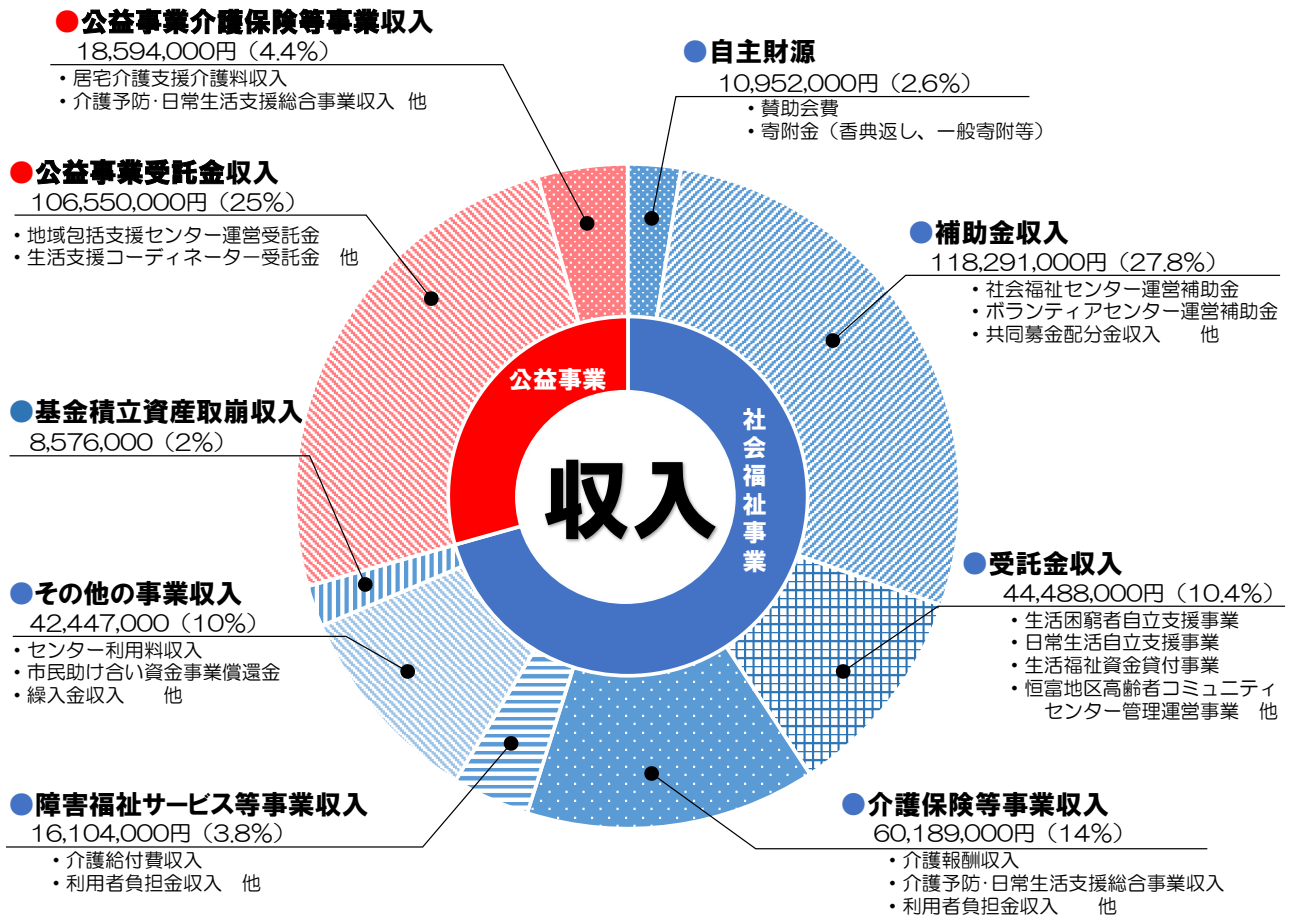 ●公益事業介護保険等事業収入
18,594,000円（4.4%）
・居宅介護支援介護料収入
・介護予防･日常生活支援総合事業収入 他
●自主財源
10,952,000円（2.6%）
・賛助会費
・寄附金（香典返し、一般寄附等）
●公益事業受託金収入
106,550,000円（25%）
・地域包括支援センター運営受託金
・生活支援コーディネーター受託金　他
●補助金収入
118,291,000円（27.8%）
・社会福祉センター運営補助金
・ボランティアセンター運営補助金
・共同募金配分金収入　　他
●基金積立資産取崩収入
8,576,000（2%）
公益事業
社会福祉事業
収入
●その他の事業収入
42,447,000（10%）
・センター利用料収入
・市民助け合い資金事業償還金
・繰入金収入　　他
●受託金収入
44,488,000円（10.4%）
・生活困窮者自立支援事業
・日常生活自立支援事業
・生活福祉資金貸付事業
・恒富地区高齢者コミュニティ
センター管理運営事業　他
●障害福祉サービス等事業収入
16,104,000円（3.8%）
・介護給付費収入
・利用者負担金収入　他
●介護保険等事業収入
60,189,000円（14%）
・介護報酬収入
・介護予防･日常生活支援総合事業収入
・利用者負担金収入　　他